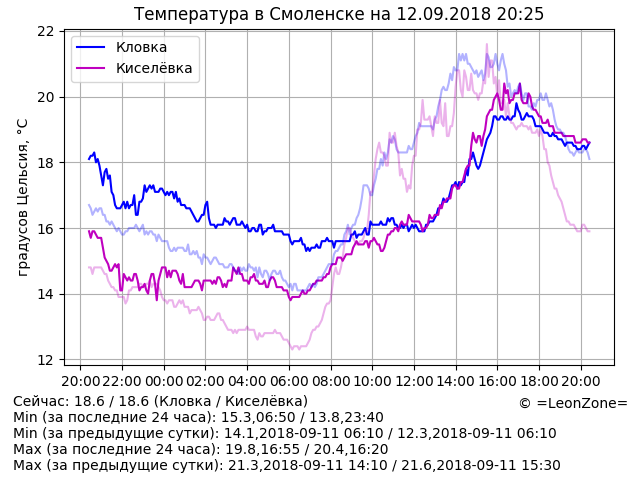 Температура в Смоленске на 12.09.2018 20:25
22
20
18
16
14
12
градусов Цельсия, °C
Кловка
Киселёвка
20:00 22:00 00:00 02:00 04:00 06:00 08:00 10:00 12:00 14:00 16:00 18:00 20:00
Сейчас: 18.6 / 18.6 (Кловка / Киселёвка)
© =LeonZone=
Min (за последние 24 часа): 15.3,06:50 / 13.8,23:40
Min (за предыдущие сутки): 14.1,2018-09-11 06:10 / 12.3,2018-09-11 06:10
Max (за последние 24 часа): 19.8,16:55 / 20.4,16:20
Max (за предыдущие сутки): 21.3,2018-09-11 14:10 / 21.6,2018-09-11 15:30